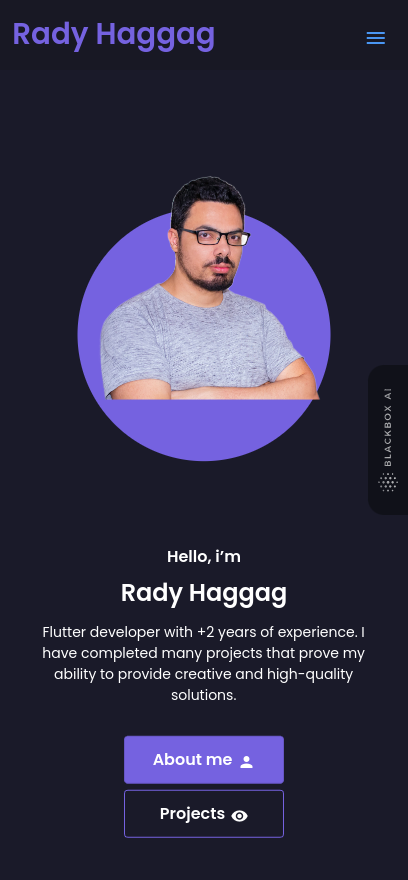 Rady Haggag
BLACKBOX AI
Hello, i’m
Rady Haggag
Flutter developer with +2 years of experience. I
have completed many projects that prove my
ability to provide creative and high-quality
solutions.
About me
Projects